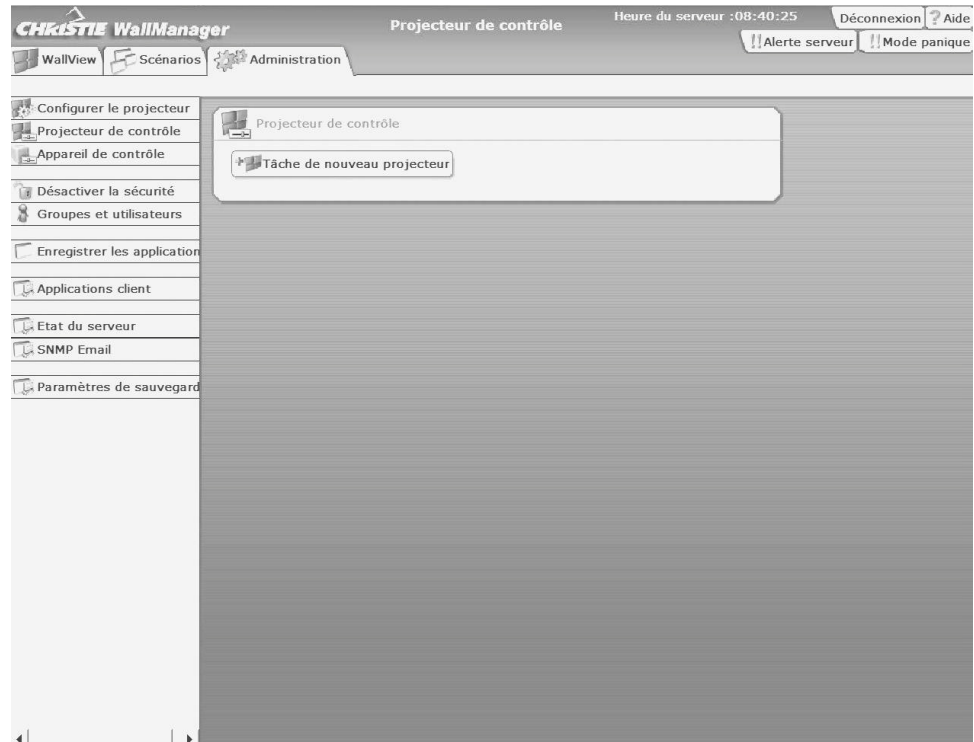 CHRISTIE WallManager
Projecteur de contrôle
Heure du serveur :08:40:25
Déconnexion
? Aide
!!Alerte serveur
!!Mode panique
WallView
Scénarios
Administration
Configurer le projecteur
Projecteur de contrôle
Appareil de contrôle
Désactiver la sécurité
Groupes et utilisateurs
Enregistrer les application
Applications client
Etat du serveur
SNMP Email
Paramètres de sauvegard
Projecteur de contrôle
Tâche de nouveau projecteur